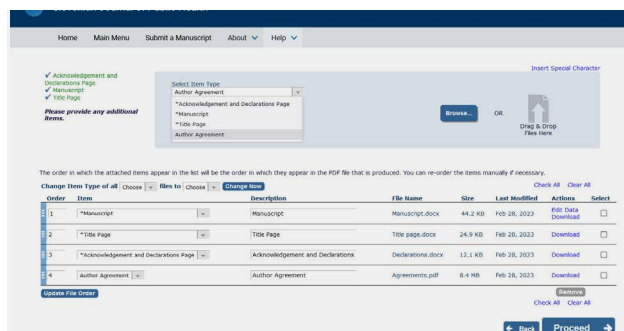 Home Main Menu Submit a Manuscript About Help
Insert Special Character
Acknowledgement and
Declarations Page
Manuscript
Title Page
Please provide any additional
items.
Select Item Type
Author Agreement
*Acknowledgement and Declarations Page
*Manuscript
*Title Page
Author Agreement
Browse...
OR
Drag & Drop
Files Here
The order in which the attached items appear in the list will be the order in which they appear in the PDF file that is produced. You can re-order the items manually if necessary.
Change Item Type of all Choose files to Choose Change Now
Check All Clear All
Order Item Description File Name Size Last Modified Actions Select
1 *Manuscript Manuscript Manuscript.docx 44.2 KB Feb 28, 2023 Edit Data
Download
2 *Title Page Title Page Title page.docx 24.9 KB Feb 28, 2023 Download
3 *Acknowledgement and Declarations Page Acknowledgement and Declarations Declarations.docx 12.1 KB Feb 28, 2023 Download
4 Author Agreement Author Agreement Agreements.pdf 8.4 MB Feb 28, 2023 Download
Update File Order
Remove
Check All Clear All
Back Proceed